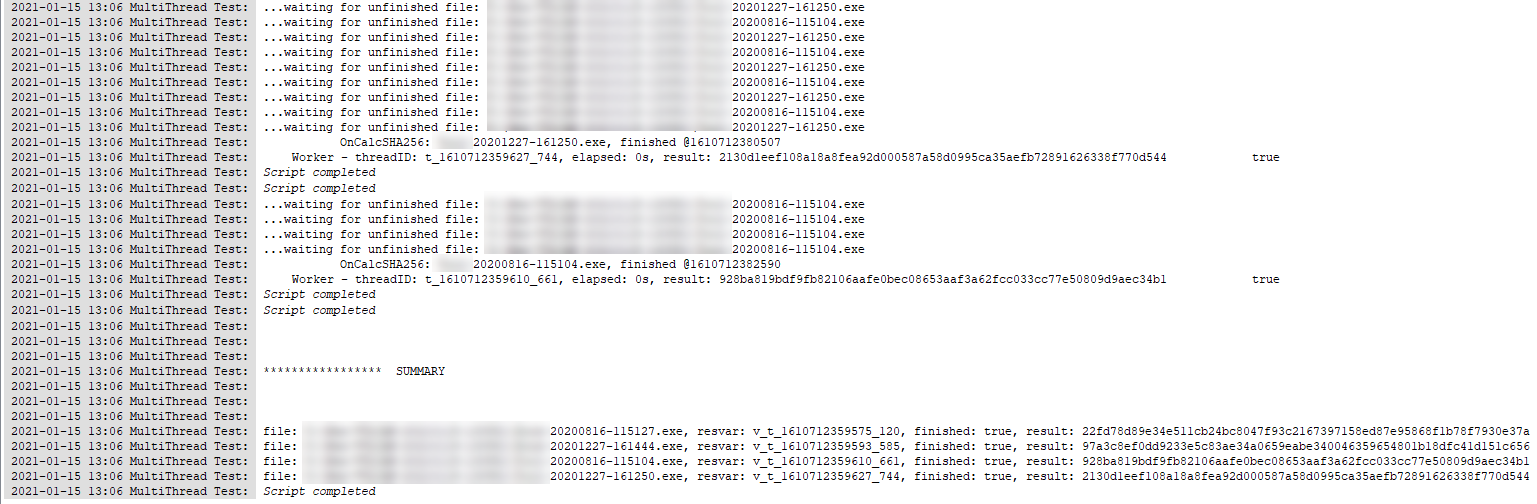 2021-01-15 13:06 MultiThread Test: ...waiting for unfinished file: 20201227-161250.exe
2021-01-15 13:06 MultiThread Test: ...waiting for unfinished file: 20200816-115104.exe
2021-01-15 13:06 MultiThread Test: ...waiting for unfinished file: 20201227-161250.exe
2021-01-15 13:06 MultiThread Test: ...waiting for unfinished file: 20200816-115104.exe
2021-01-15 13:06 MultiThread Test: ...waiting for unfinished file: 20201227-161250.exe
2021-01-15 13:06 MultiThread Test: ...waiting for unfinished file: 20200816-115104.exe
2021-01-15 13:06 MultiThread Test: ...waiting for unfinished file: 20201227-161250.exe
2021-01-15 13:06 MultiThread Test: ...waiting for unfinished file: 20200816-115104.exe
2021-01-15 13:06 MultiThread Test: ...waiting for unfinished file: 20201227-161250.exe
2021-01-15 13:06 MultiThread Test: OnCalcSHA256: 20201227-161250.exe, finished @1610712380507
2021-01-15 13:06 MultiThread Test: Worker - threadID: t_1610712359627_744, elapsed: 0s, result: 2130d1eef108a18a8fea92d000587a58d0995ca35aefb72891626338f770d544 true
2021-01-15 13:06 MultiThread Test: Script completed
2021-01-15 13:06 MultiThread Test: Script completed
2021-01-15 13:06 MultiThread Test: ...waiting for unfinished file: 20200816-115104.exe
2021-01-15 13:06 MultiThread Test: ...waiting for unfinished file: 20200816-115104.exe
2021-01-15 13:06 MultiThread Test: ...waiting for unfinished file: 20200816-115104.exe
2021-01-15 13:06 MultiThread Test: ...waiting for unfinished file: 20200816-115104.exe
2021-01-15 13:06 MultiThread Test: OnCalcSHA256: 20200816-115104.exe, finished @1610712382590
2021-01-15 13:06 MultiThread Test: Worker - threadID: t_1610712359610_661, elapsed: 0s, result: 928ba819bdf9fb82106aafe0bec08653aaf3a62fcc033cc77e50809d9aec34b1 true
2021-01-15 13:06 MultiThread Test: Script completed
2021-01-15 13:06 MultiThread Test: Script completed
2021-01-15 13:06 MultiThread Test:
2021-01-15 13:06 MultiThread Test:
2021-01-15 13:06 MultiThread Test:
2021-01-15 13:06 MultiThread Test: ***************** SUMMARY
2021-01-15 13:06 MultiThread Test:
2021-01-15 13:06 MultiThread Test:
2021-01-15 13:06 MultiThread Test:
2021-01-15 13:06 MultiThread Test: file: 20200816-115127.exe, resvar: v_t_1610712359575_120, finished: true, result: 22fd78d89e34e511cb24bc8047f93c2167397158ed87e95868f1b78f7930e37a
2021-01-15 13:06 MultiThread Test: file: 20201227-161444.exe, resvar: v_t_1610712359593_585, finished: true, result: 97a3c8f0dd9233e5c83ae34a0659eabe340046359654801b18dfc41d151c65d
2021-01-15 13:06 MultiThread Test: file: 20200816-115104.exe, resvar: v_t_1610712359610_661, finished: true, result: 928ba819bdf9fb82106aafe0bec08653aaf3a62fcc033cc77e50809d9aec34b1
2021-01-15 13:06 MultiThread Test: file: 20201227-161250.exe, resvar: v_t_1610712359627_744, finished: true, result: 2130d1eef108a18a8fea92d000587a58d0995ca35aefb72891626338f770d544
2021-01-15 13:06 MultiThread Test: Script completed